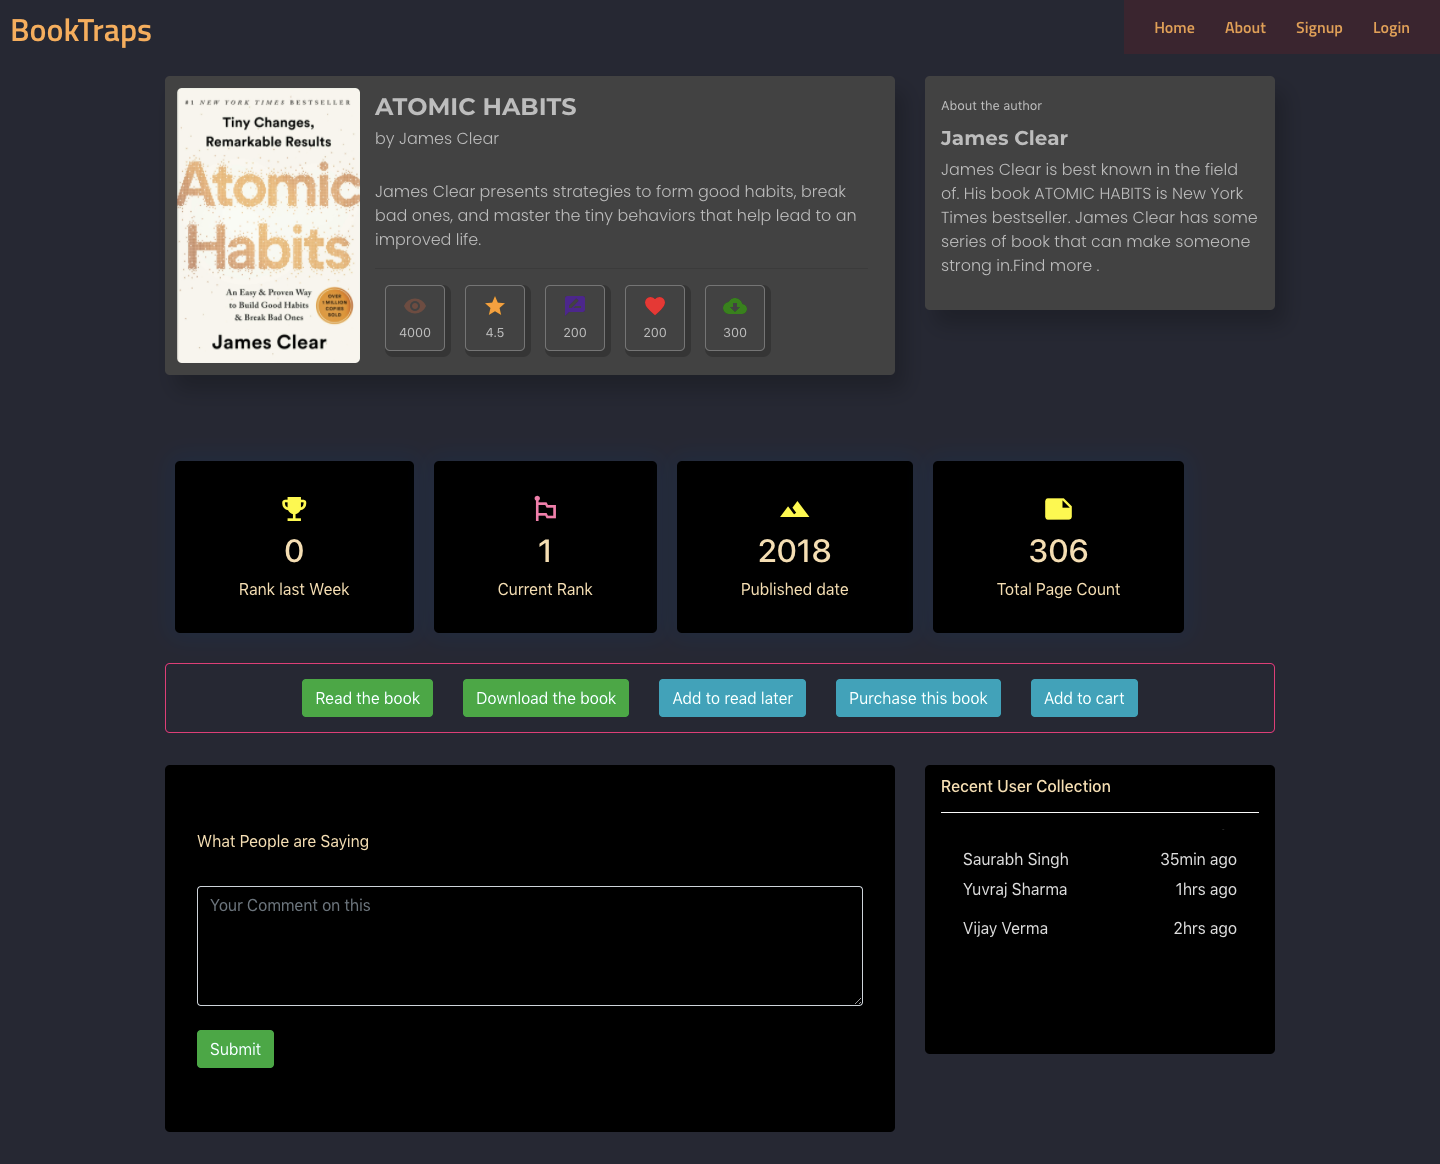 BookTraps
Home
About
Signup
Login
#1 NEW YORK TIMES BESTSELLER
Tiny Changes,
Remarkable Results
Atomic
Habits
An Easy & Proven Way
to Build Good Habits
& Break Bad Ones
OVER
1 MILLION
COPIES
SOLD
James Clear
ATOMIC HABITS
by James Clear
James Clear presents strategies to form good habits, break
bad ones, and master the tiny behaviors that help lead to an
improved life.
4000
4.5
200
200
300
About the author
James Clear
James Clear is best known in the field
of. His book ATOMIC HABITS is New York
Times bestseller. James Clear has some
series of book that can make someone
strong in.Find more .
0
Rank last Week
1
Current Rank
2018
Published date
306
Total Page Count
Read the book
Download the book
Add to read later
Purchase this book
Add to cart
What People are Saying
Your Comment on this
Submit
Recent User Collection
Saurabh Singh 35min ago
Yuvraj Sharma 1hrs ago
Vijay Verma 2hrs ago